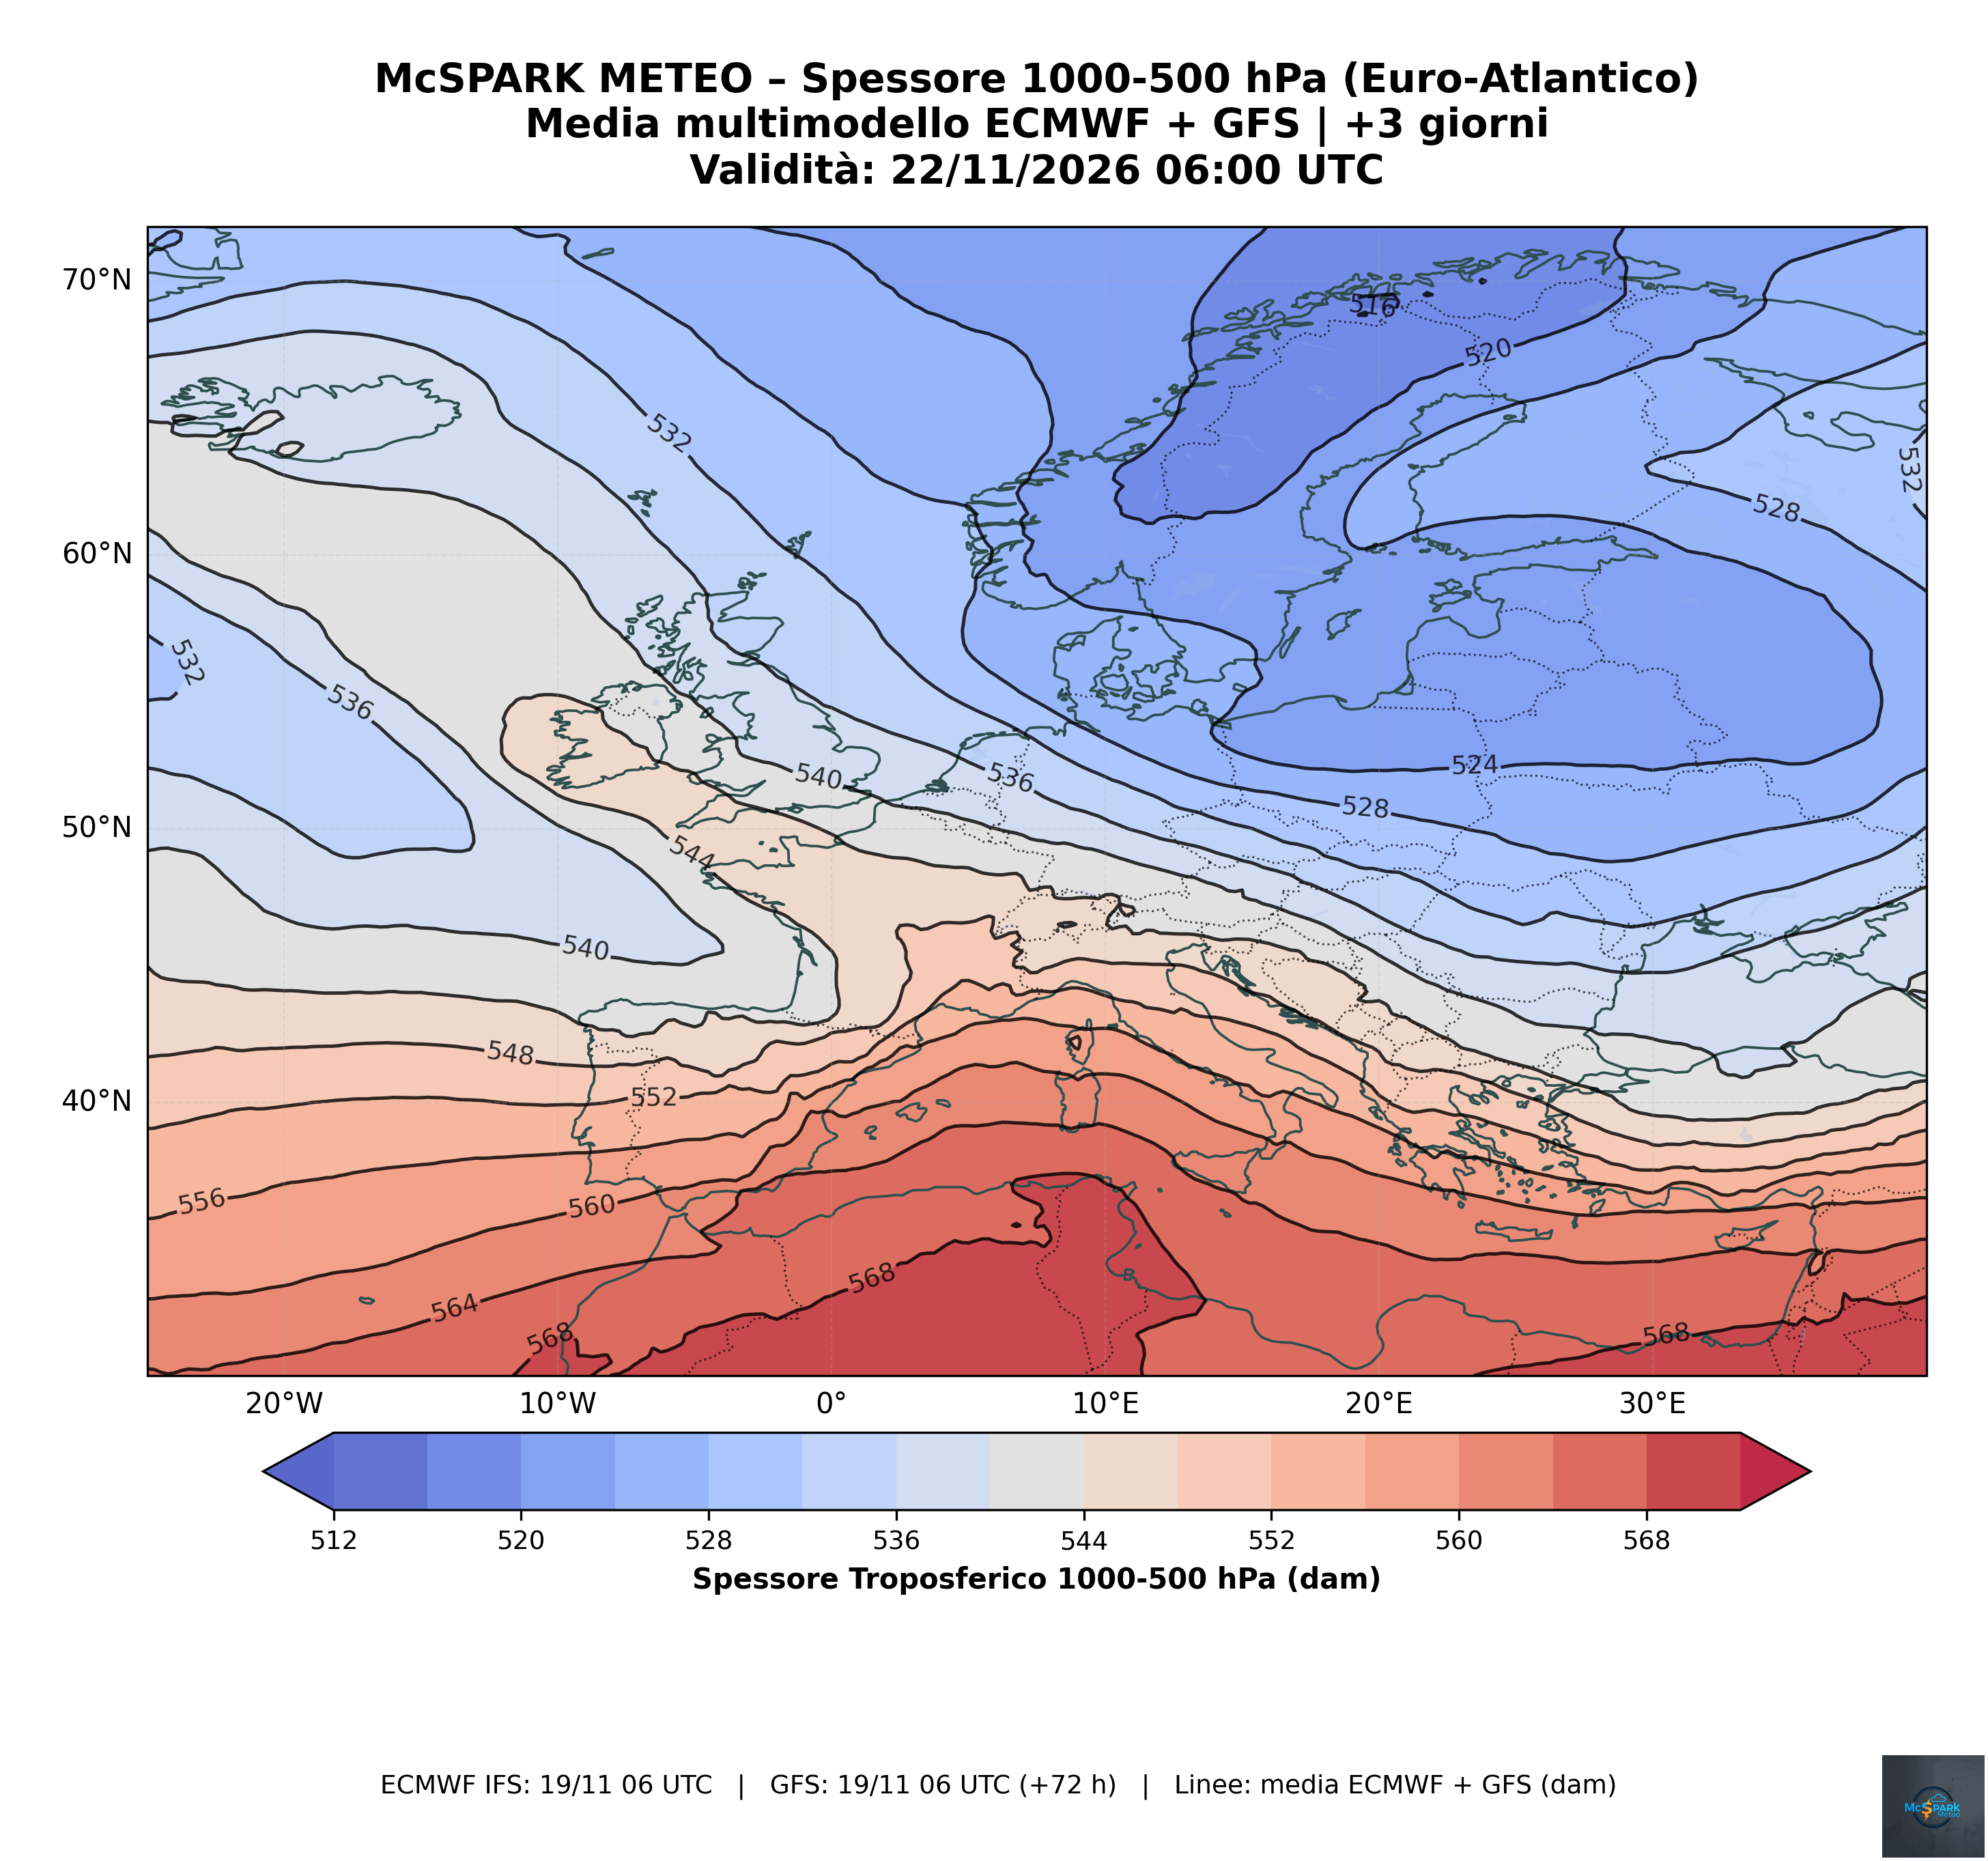 McSPARK METEO – Spessore 1000-500 hPa (Euro-Atlantico)
Media multimodello ECMWF + GFS | +3 giorni
Validità: 22/11/2026 06:00 UTC
70°N
60°N
50°N
40°N
516
520
532
532
528
532
536
540
536
524
528
544
540
548
552
556
560
564
568
568
568
20°W 10°W 0° 10°E 20°E 30°E
512 520 528 536 544 552 560 568
Spessore Troposferico 1000-500 hPa (dam)
ECMWF IFS: 19/11 06 UTC | GFS: 19/11 06 UTC (+72 h) | Linee: media ECMWF + GFS (dam)
McSPARK
Meteo